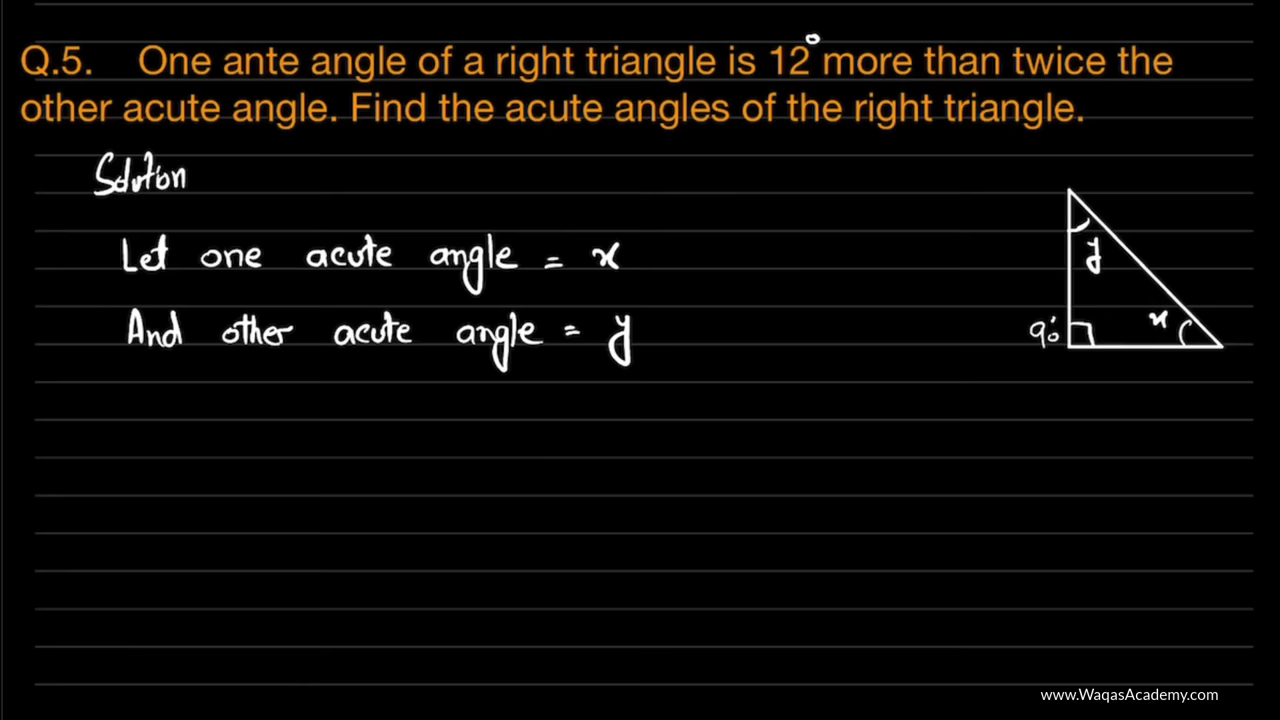 Q.5. One ante angle of a right triangle is 12° more than twice the
other acute angle. Find the acute angles of the right triangle.
Solution
Let one acute angle = x
And other acute angle = y
y
x
90°
www.WaqasAcademy.com